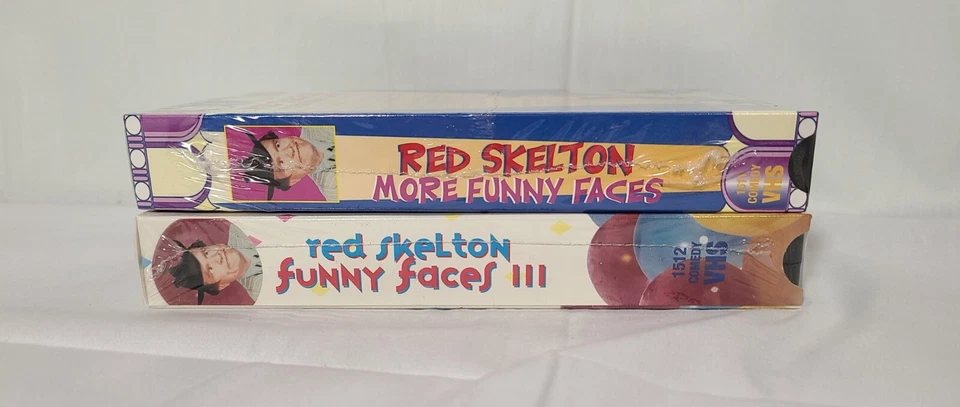 RED SKELTON
MORE FUNNY FACES
COMEDY
VHS
red skelton
funny faces III
1512
COMEDY
VHS